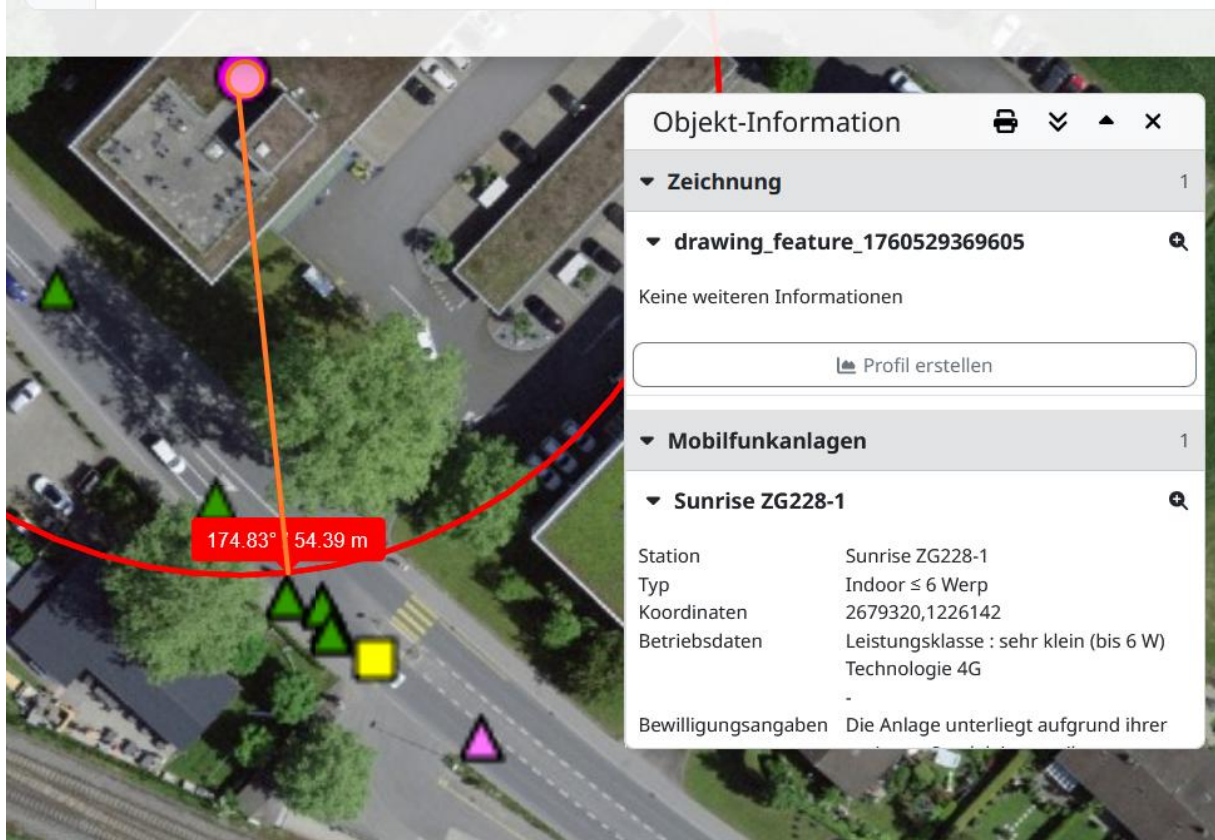 Objekt-Information
Zeichnung 1
drawing_feature_1760529369605
Keine weiteren Informationen
Profil erstellen
Mobilfunkanlagen 1
Sunrise ZG228-1
Station Sunrise ZG228-1
Typ Indoor ≤ 6 Werp
Koordinaten 2679320,1226142
Betriebsdaten Leistungsklasse : sehr klein (bis 6 W)
Technologie 4G
-
Bewilligungsangaben Die Anlage unterliegt aufgrund ihrer
174.83° / 54.39 m